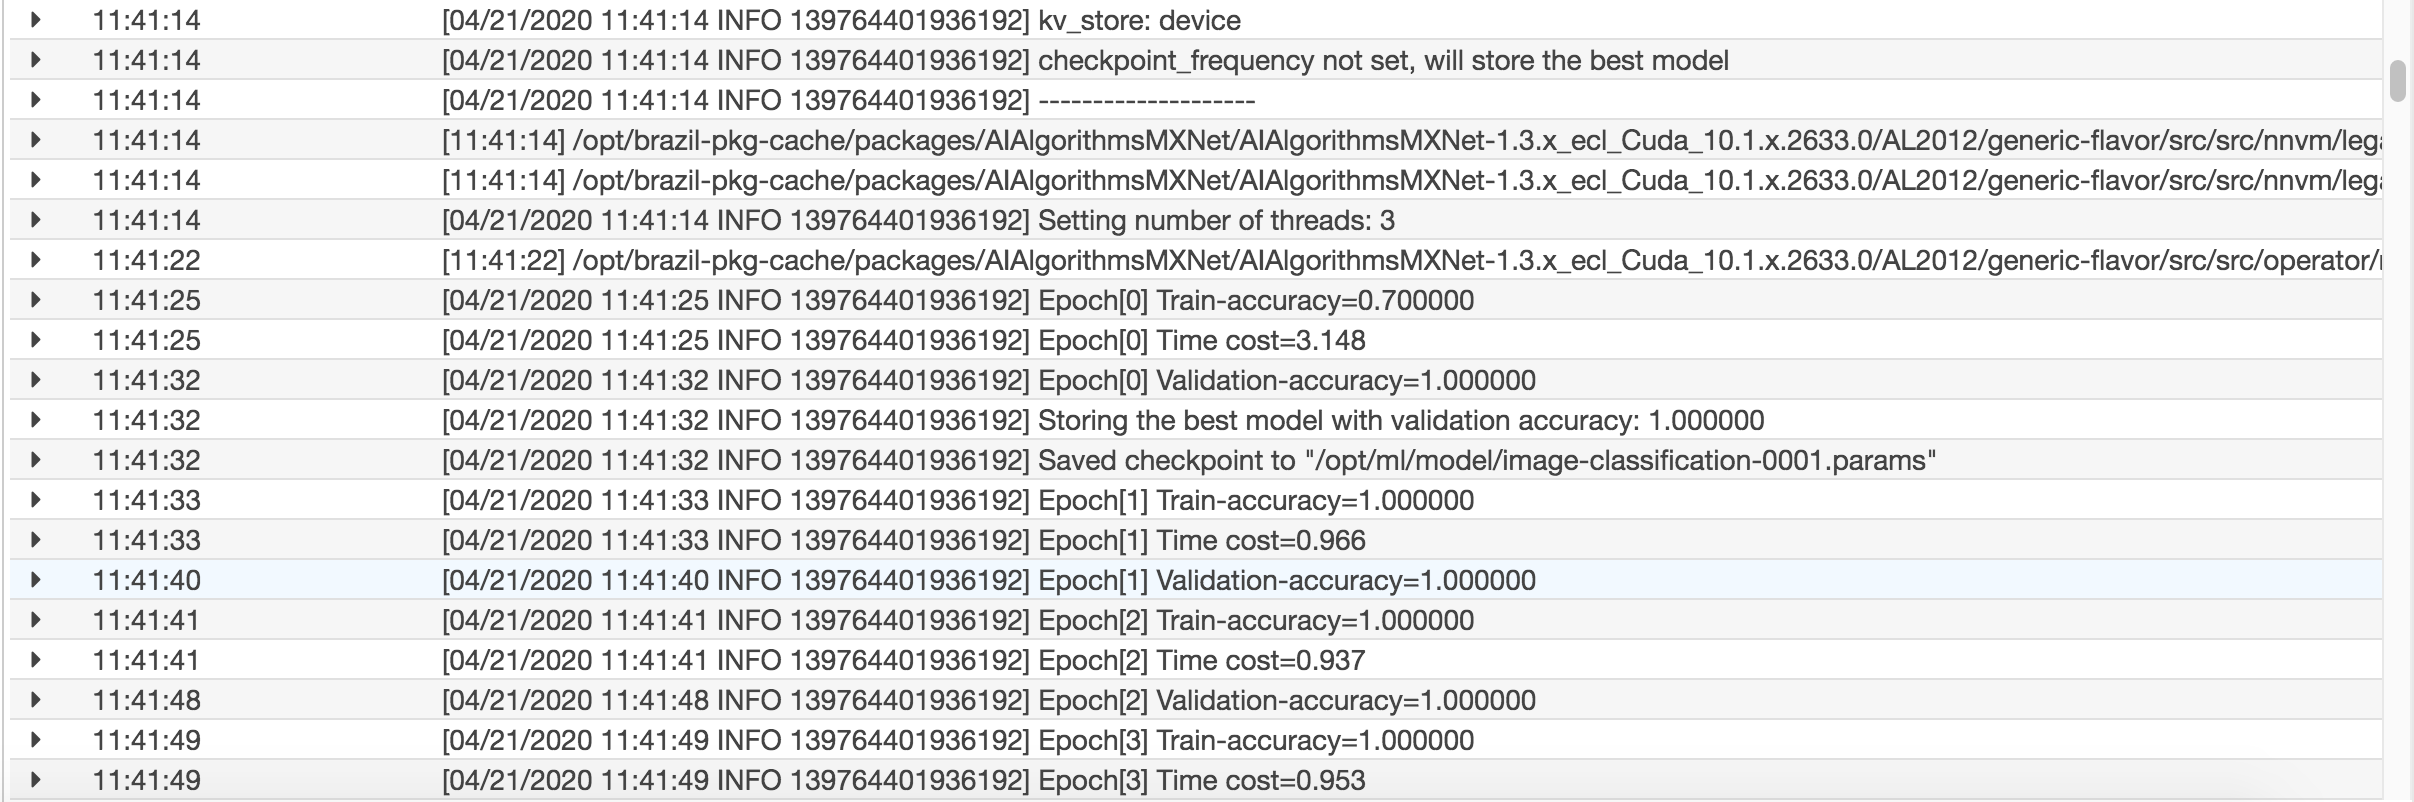 11:41:14 [04/21/2020 11:41:14 INFO 139764401936192] kv_store: device
11:41:14 [04/21/2020 11:41:14 INFO 139764401936192] checkpoint_frequency not set, will store the best model
11:41:14 [04/21/2020 11:41:14 INFO 139764401936192] --------------------
11:41:14 [11:41:14] /opt/brazil-pkg-cache/packages/AIAlgorithmsMXNet/AIAlgorithmsMXNet-1.3.x_ecl_Cuda_10.1.x.2633.0/AL2012/generic-flavor/src/src/nnvm/leg
11:41:14 [11:41:14] /opt/brazil-pkg-cache/packages/AIAlgorithmsMXNet/AIAlgorithmsMXNet-1.3.x_ecl_Cuda_10.1.x.2633.0/AL2012/generic-flavor/src/src/nnvm/leg
11:41:14 [04/21/2020 11:41:14 INFO 139764401936192] Setting number of threads: 3
11:41:22 [11:41:22] /opt/brazil-pkg-cache/packages/AIAlgorithmsMXNet/AIAlgorithmsMXNet-1.3.x_ecl_Cuda_10.1.x.2633.0/AL2012/generic-flavor/src/src/operator/
11:41:25 [04/21/2020 11:41:25 INFO 139764401936192] Epoch[0] Train-accuracy=0.700000
11:41:25 [04/21/2020 11:41:25 INFO 139764401936192] Epoch[0] Time cost=3.148
11:41:32 [04/21/2020 11:41:32 INFO 139764401936192] Epoch[0] Validation-accuracy=1.000000
11:41:32 [04/21/2020 11:41:32 INFO 139764401936192] Storing the best model with validation accuracy: 1.000000
11:41:32 [04/21/2020 11:41:32 INFO 139764401936192] Saved checkpoint to "/opt/ml/model/image-classification-0001.params"
11:41:33 [04/21/2020 11:41:33 INFO 139764401936192] Epoch[1] Train-accuracy=1.000000
11:41:33 [04/21/2020 11:41:33 INFO 139764401936192] Epoch[1] Time cost=0.966
11:41:40 [04/21/2020 11:41:40 INFO 139764401936192] Epoch[1] Validation-accuracy=1.000000
11:41:41 [04/21/2020 11:41:41 INFO 139764401936192] Epoch[2] Train-accuracy=1.000000
11:41:41 [04/21/2020 11:41:41 INFO 139764401936192] Epoch[2] Time cost=0.937
11:41:48 [04/21/2020 11:41:48 INFO 139764401936192] Epoch[2] Validation-accuracy=1.000000
11:41:49 [04/21/2020 11:41:49 INFO 139764401936192] Epoch[3] Train-accuracy=1.000000
11:41:49 [04/21/2020 11:41:49 INFO 139764401936192] Epoch[3] Time cost=0.953